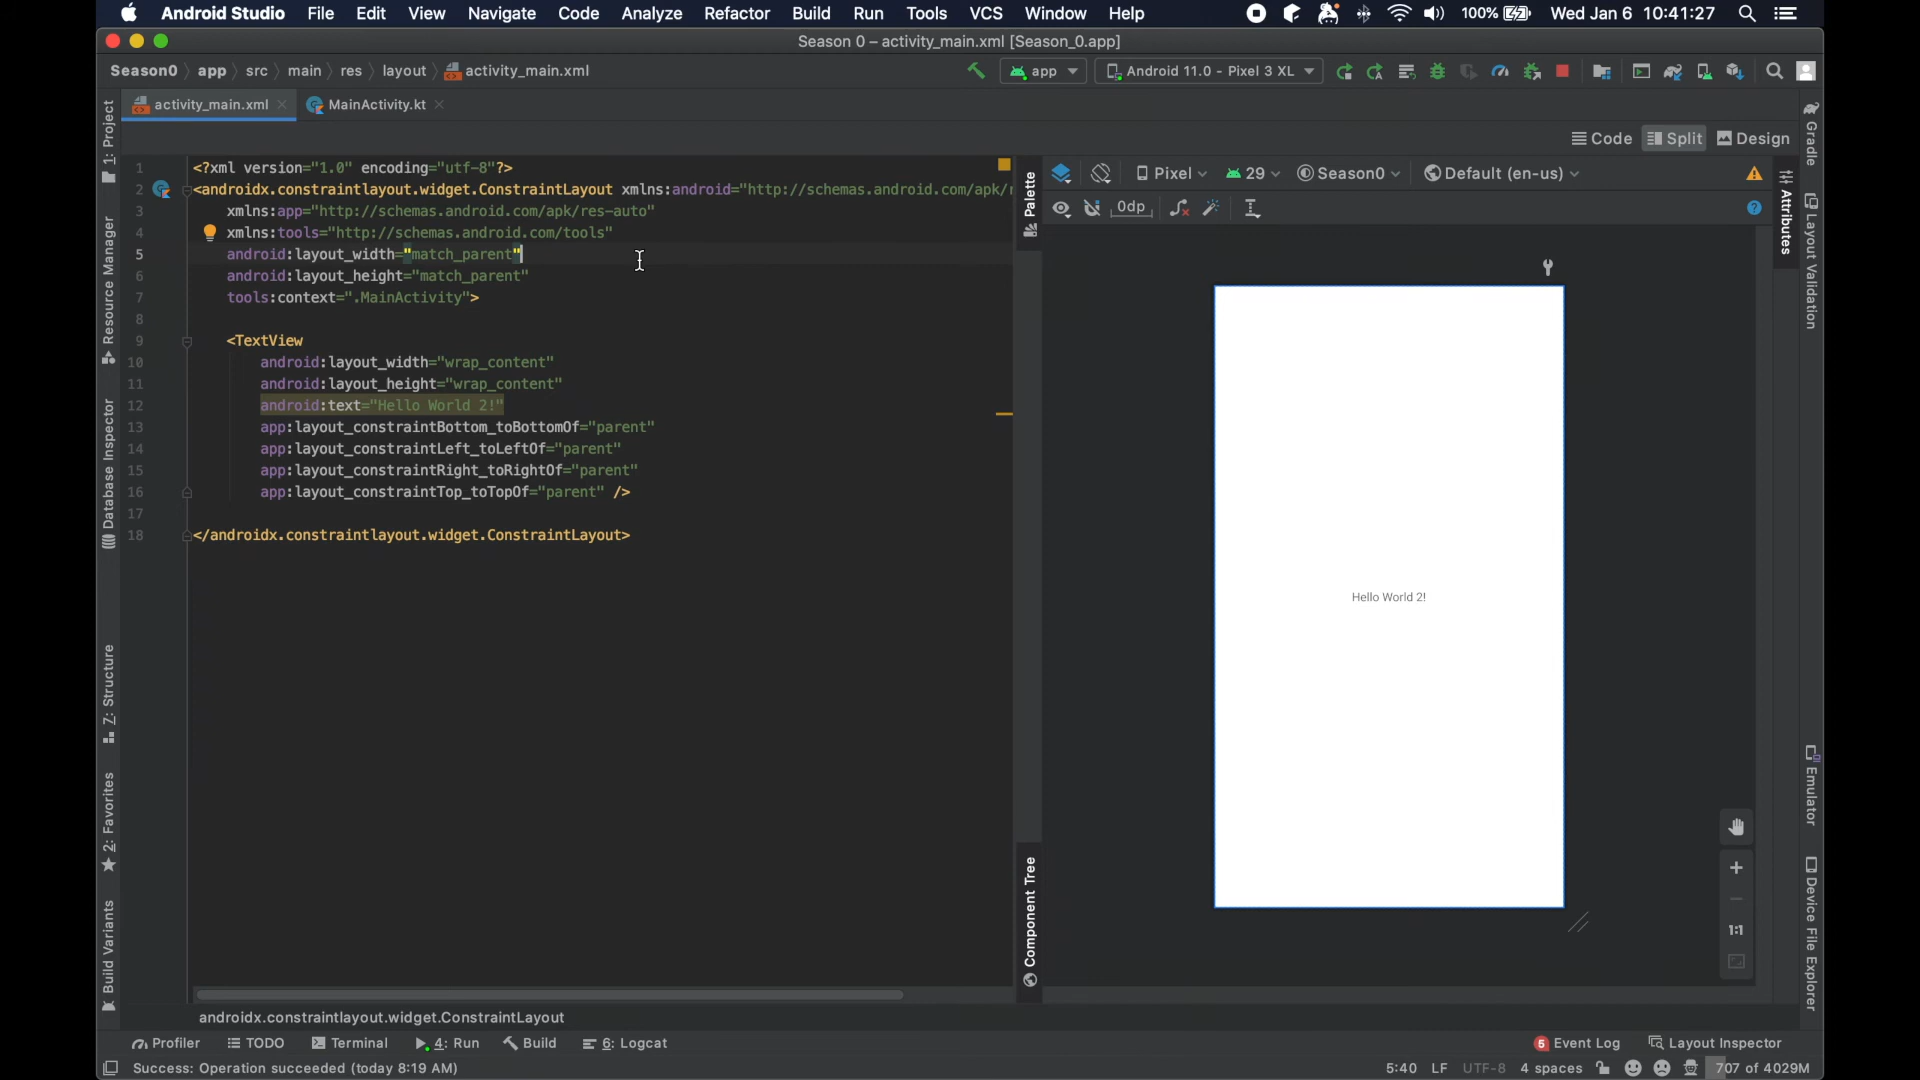 Android Studio File Edit View Navigate Code Analyze Refactor Build Run Tools VCS Window Help 100% Wed Jan 6 10:41:27
Season 0 – activity_main.xml [Season_0.app]
Season0 app src main res layout activity_main.xml app Android 11.0 - Pixel 3 XL
activity_main.xml MainActivity.kt
Code Split Design
1: Project
Resource Manager
Database Inspector
Z: Structure
2: Favorites
Build Variants
1 <?xml version="1.0" encoding="utf-8"?>
2 <androidx.constraintlayout.widget.ConstraintLayout xmlns:android="http://schemas.android.com/apk/r
3 xmlns:app="http://schemas.android.com/apk/res-auto"
4 xmlns:tools="http://schemas.android.com/tools"
5 android:layout_width="match_parent"
6 android:layout_height="match_parent"
7 tools:context=".MainActivity">
8
9 <TextView
10 android:layout_width="wrap_content"
11 android:layout_height="wrap_content"
12 android:text="Hello World 2!"
13 app:layout_constraintBottom_toBottomOf="parent"
14 app:layout_constraintLeft_toLeftOf="parent"
15 app:layout_constraintRight_toRightOf="parent"
16 app:layout_constraintTop_toTopOf="parent" />
17
18 </androidx.constraintlayout.widget.ConstraintLayout>
Palette
Component Tree
Pixel 29 Season0 Default (en-us)
0dp
Hello World 2!
1:1
Attributes
Gradle
Layout Validation
Emulator
Device File Explorer
androidx.constraintlayout.widget.ConstraintLayout
Profiler TODO Terminal 4: Run Build 6: Logcat 5 Event Log Layout Inspector
Success: Operation succeeded (today 8:19 AM) 5:40 LF UTF-8 4 spaces 707 of 4029M